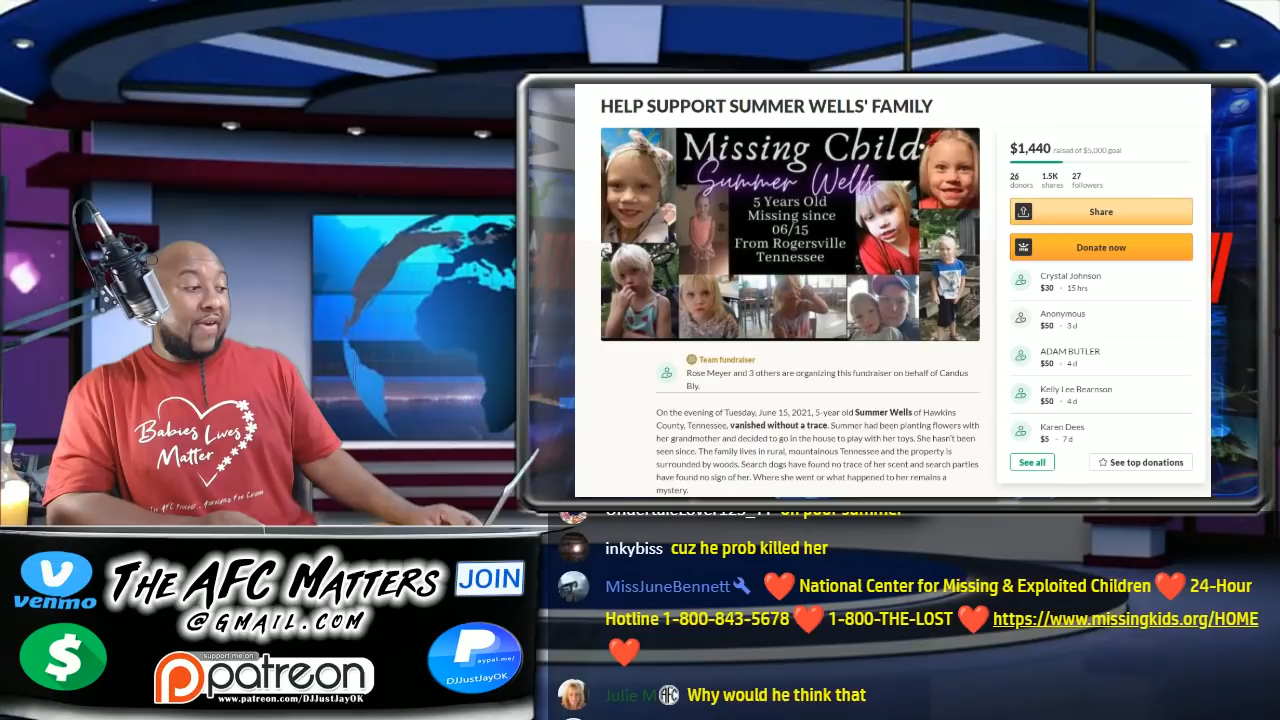 HELP SUPPORT SUMMER WELLS' FAMILY
Missing Child:
Summer Wells
5 Years Old
Missing since
06/15
From Rogersville
Tennessee
Team fundraiser
Rose Meyer and 3 others are organizing this fundraiser on behalf of Candus
Bly.
On the evening of Tuesday, June 15, 2021, 5-year old Summer Wells of Hawkins
County, Tennessee, vanished without a trace. Summer had been planting flowers with
her grandmother and decided to go in the house to play with her toys. She hasn't been
seen since. The family lives in rural, mountainous Tennessee and the property is
surrounded by woods. Search dogs have found no trace of her scent and search parties
have found no sign of her. Where she went or what happened to her remains a
mystery.
$1,440 raised of $5,000 goal
26 1.5K 27
donors shares followers
Share
me
Donate now
Crystal Johnson
$30 • 15 hrs
Anonymous
$50 • 3 d
ADAM BUTLER
$50 • 4 d
Kelly Lee Bearnson
$50 • 4 d
Karen Dees
$5 • 7 d
See all
See top donations
Babies Lives
Matter
inkybiss cuz he prob killed her
MissJuneBennett National Center for Missing & Exploited Children 24-Hour
Hotline 1-800-843-5678 1-800-THE-LOST https://www.missingkids.org/HOME
Julie M Why would he think that
venmo
THE AFC MATTERS
@GMAIL.COM
JOIN
$
support me on
patreon
www.patreon.com/DJJustJayOK
Paypal.me/
DJJustJayOK